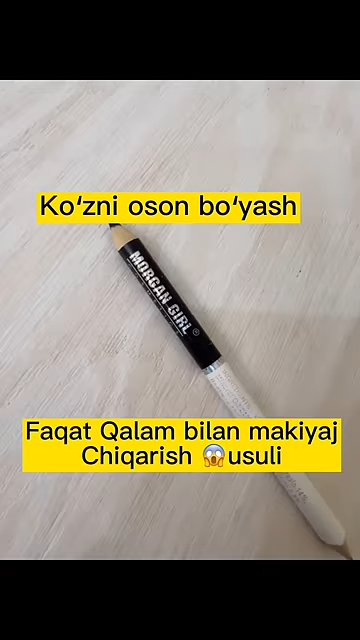 Koʻzni oson boʻyash
MORGAN GIRL ®
Faqat Qalam bilan makiyaj
Chiqarish 😱usuli